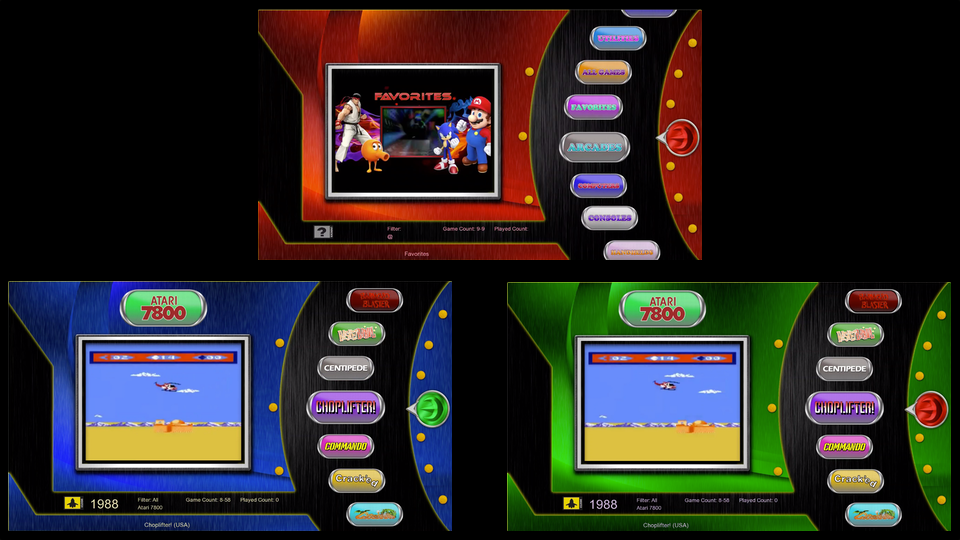 ALL GAMES
FAVORITES
FAVORITES
ARCADES
CONSOLES
?
Filter:
Game Count: 9-9
Played Count:
Favorites
ATARI
7800
CENTIPEDE
CHOPLIFTER!
COMMANDO
Cracked
1988
Filter: All
Game Count: 8-58
Played Count: 0
Atari 7800
Choplifter! (USA)
ATARI
7800
CENTIPEDE
CHOPLIFTER!
COMMANDO
Cracked
1988
Filter: All
Game Count: 8-58
Played Count: 0
Atari 7800
Choplifter! (USA)